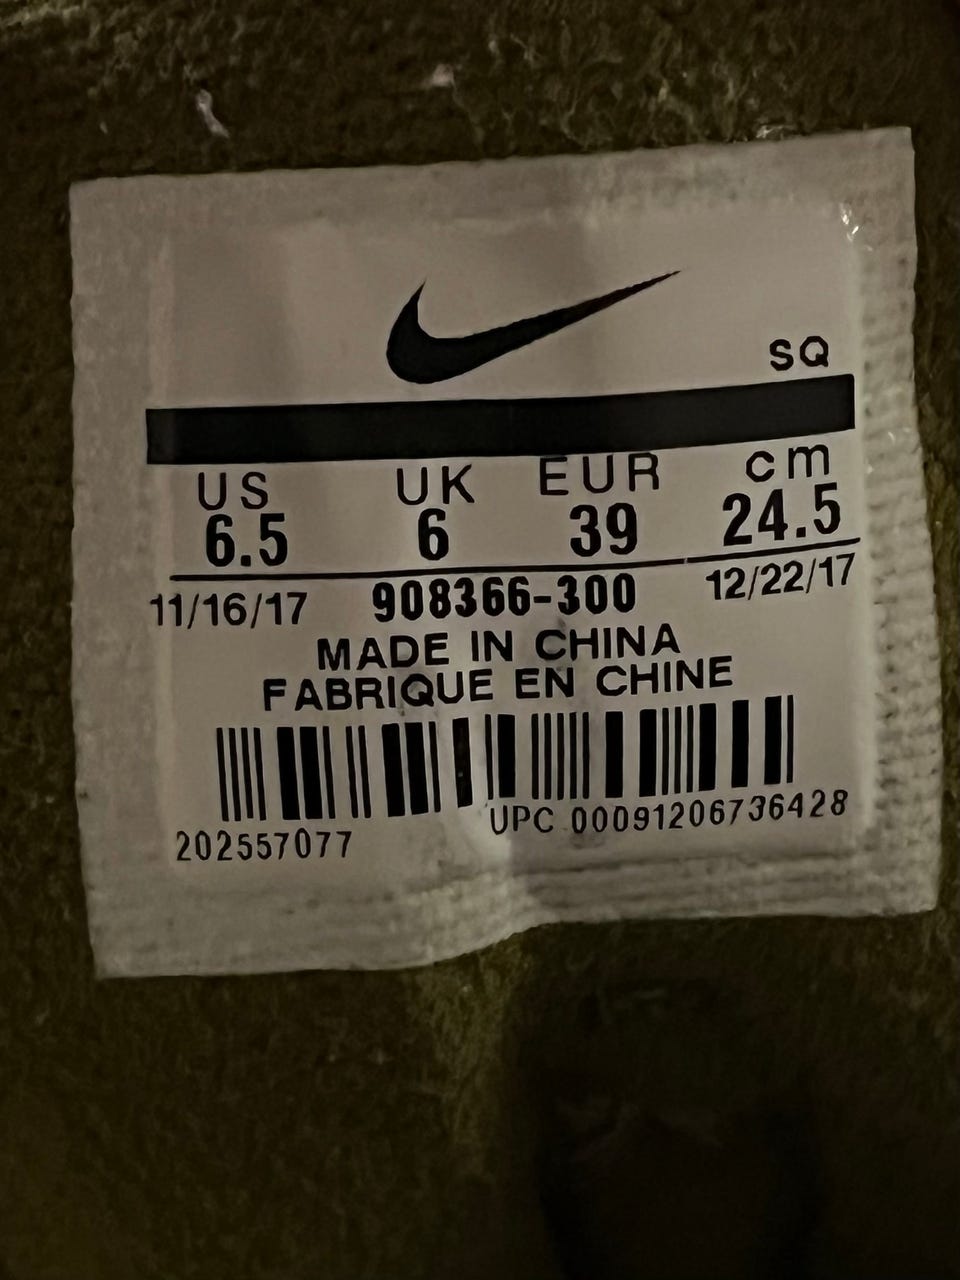 SQ
US UK EUR cm
6.5 6 39 24.5
11/16/17 908366-300 12/22/17
MADE IN CHINA
FABRIQUE EN CHINE
202557077 UPC 00091206736428